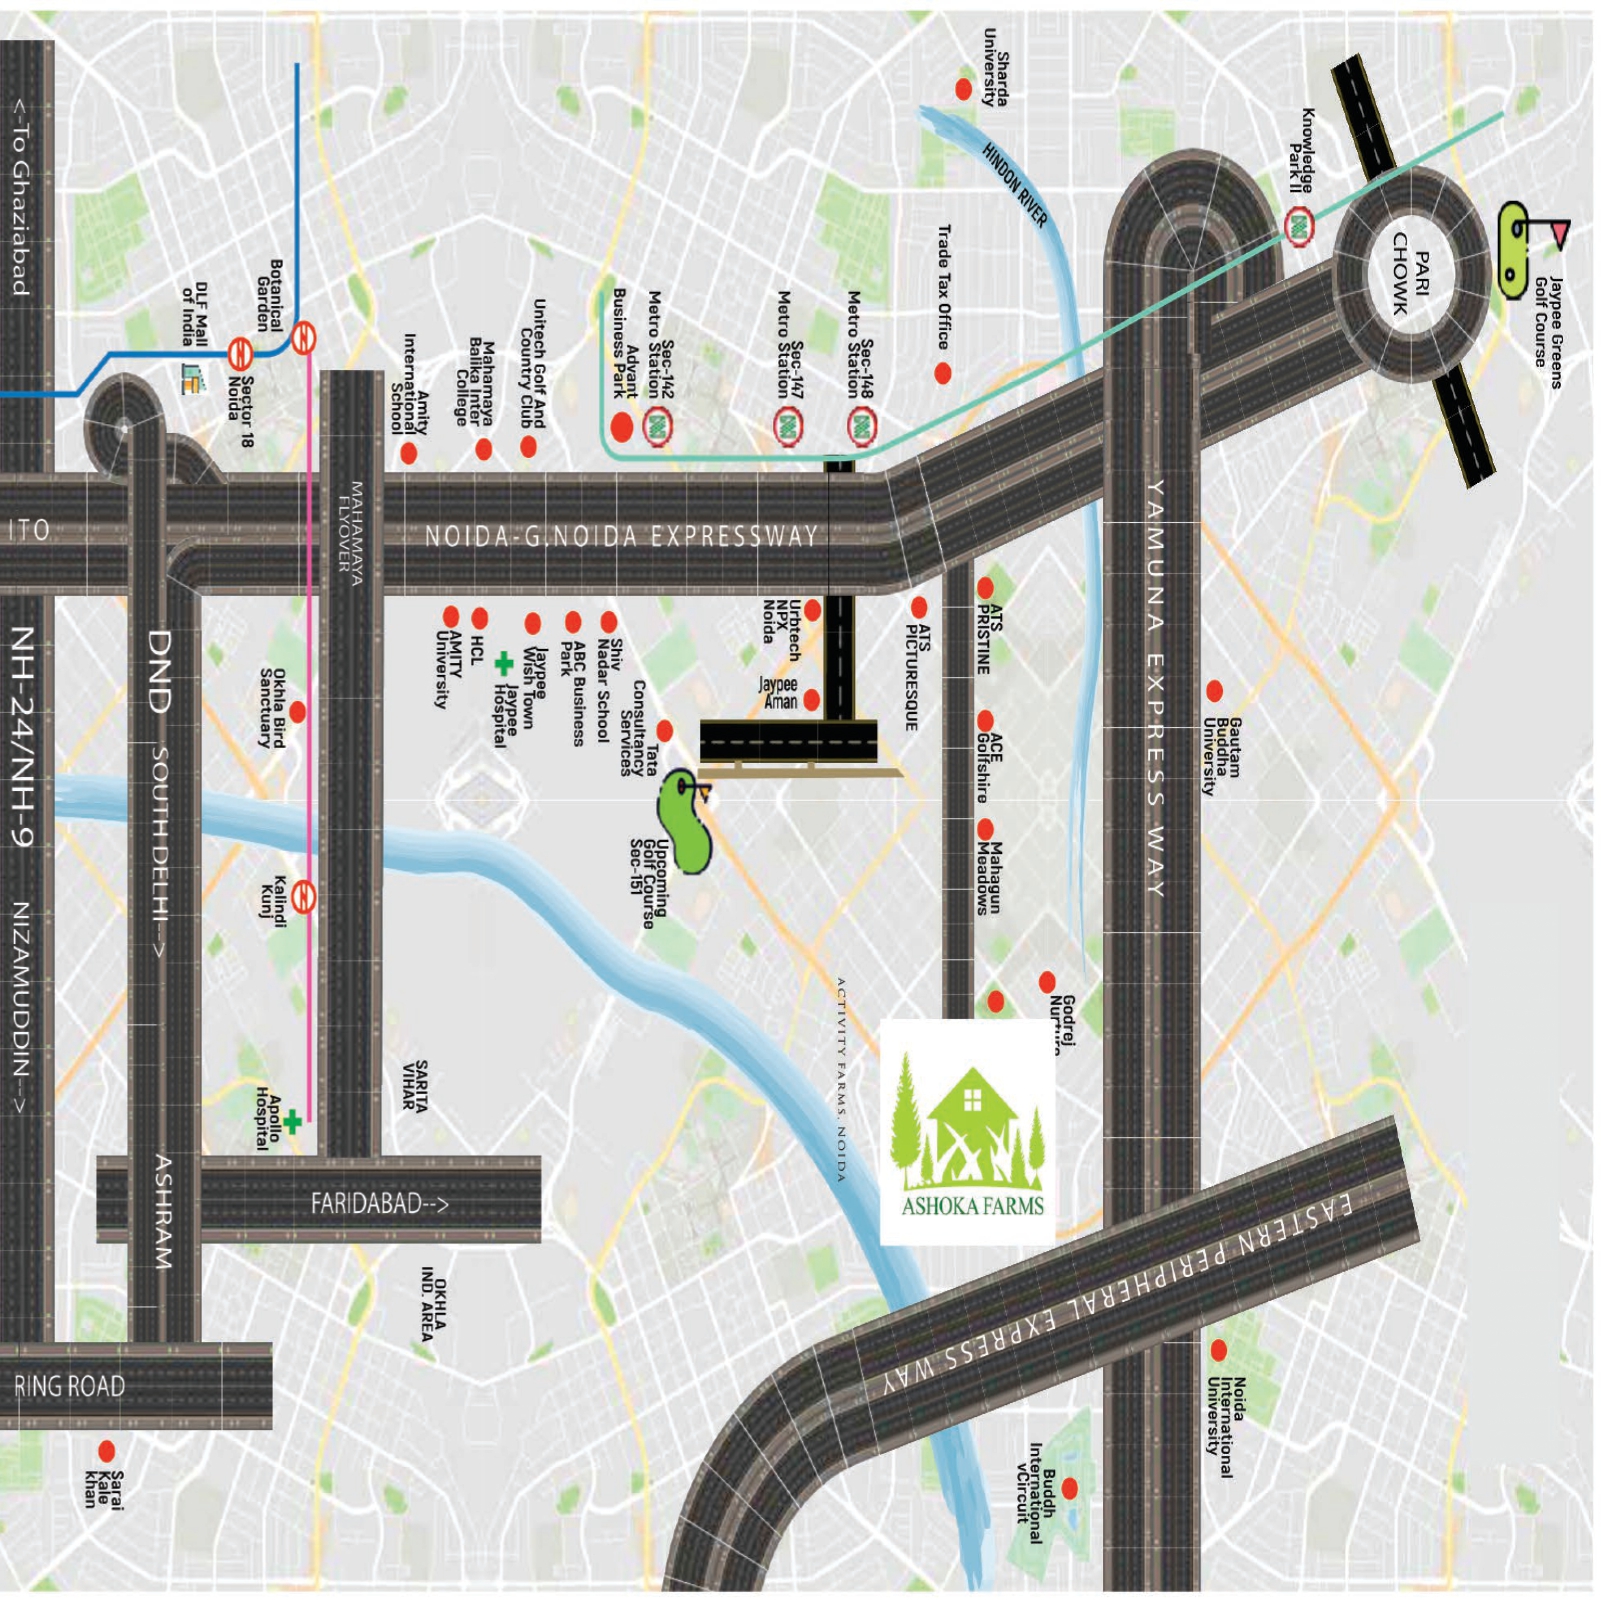 <-To Ghaziabad
ITO
NH-24/NH-9
NIZAMUDDIN-->
DND
SOUTH DELHI-->
ASHRAM
RING ROAD
Sarai
Kale
khan
DLF Mall
of India
Sector 18
Noida
Botanical
Garden
Okhla Bird
Sanctuary
Kalindi
Kunj
Apollo
Hospital
MAHAMAYA
FLYOVER
FARIDABAD-->
SARITA
VIHAR
OKHLA
IND. AREA
Amity
International
School
Mahamaya
Balika Inter
College
Unitech Golf And
Country Club
Advant
Business Park
Sec-142
Metro Station
Sec-147
Metro Station
Sec-148
Metro Station
NOIDA-G.NOIDA EXPRESSWAY
AMITY
University
HCL
Jaypee
Hospital
Jaypee
Wish Town
ABC Business
Park
Shiv
Nadar School
Tata
Consultancy
Services
Upcoming
Golf Course
Sec-151
Urbtech
NPX
Noida
Jaypee
Aman
ATS
PICTURESQUE
ATS
PRISTINE
ACE
Golfshire
Mahagun
Meadows
Godrej
Nurture
ACTIVITY FARMS, NOIDA
ASHOKA FARMS
Trade Tax Office
Sharda
University
HINDON RIVER
YAMUNA EXPRESS WAY
Knowledge
Park II
PARI
CHOWK
Jaypee Greens
Golf Course
Gautam
Buddha
University
EASTERN PERIPHERAL EXPRESS WAY
Noida
International
University
Buddh
International
vCircuit